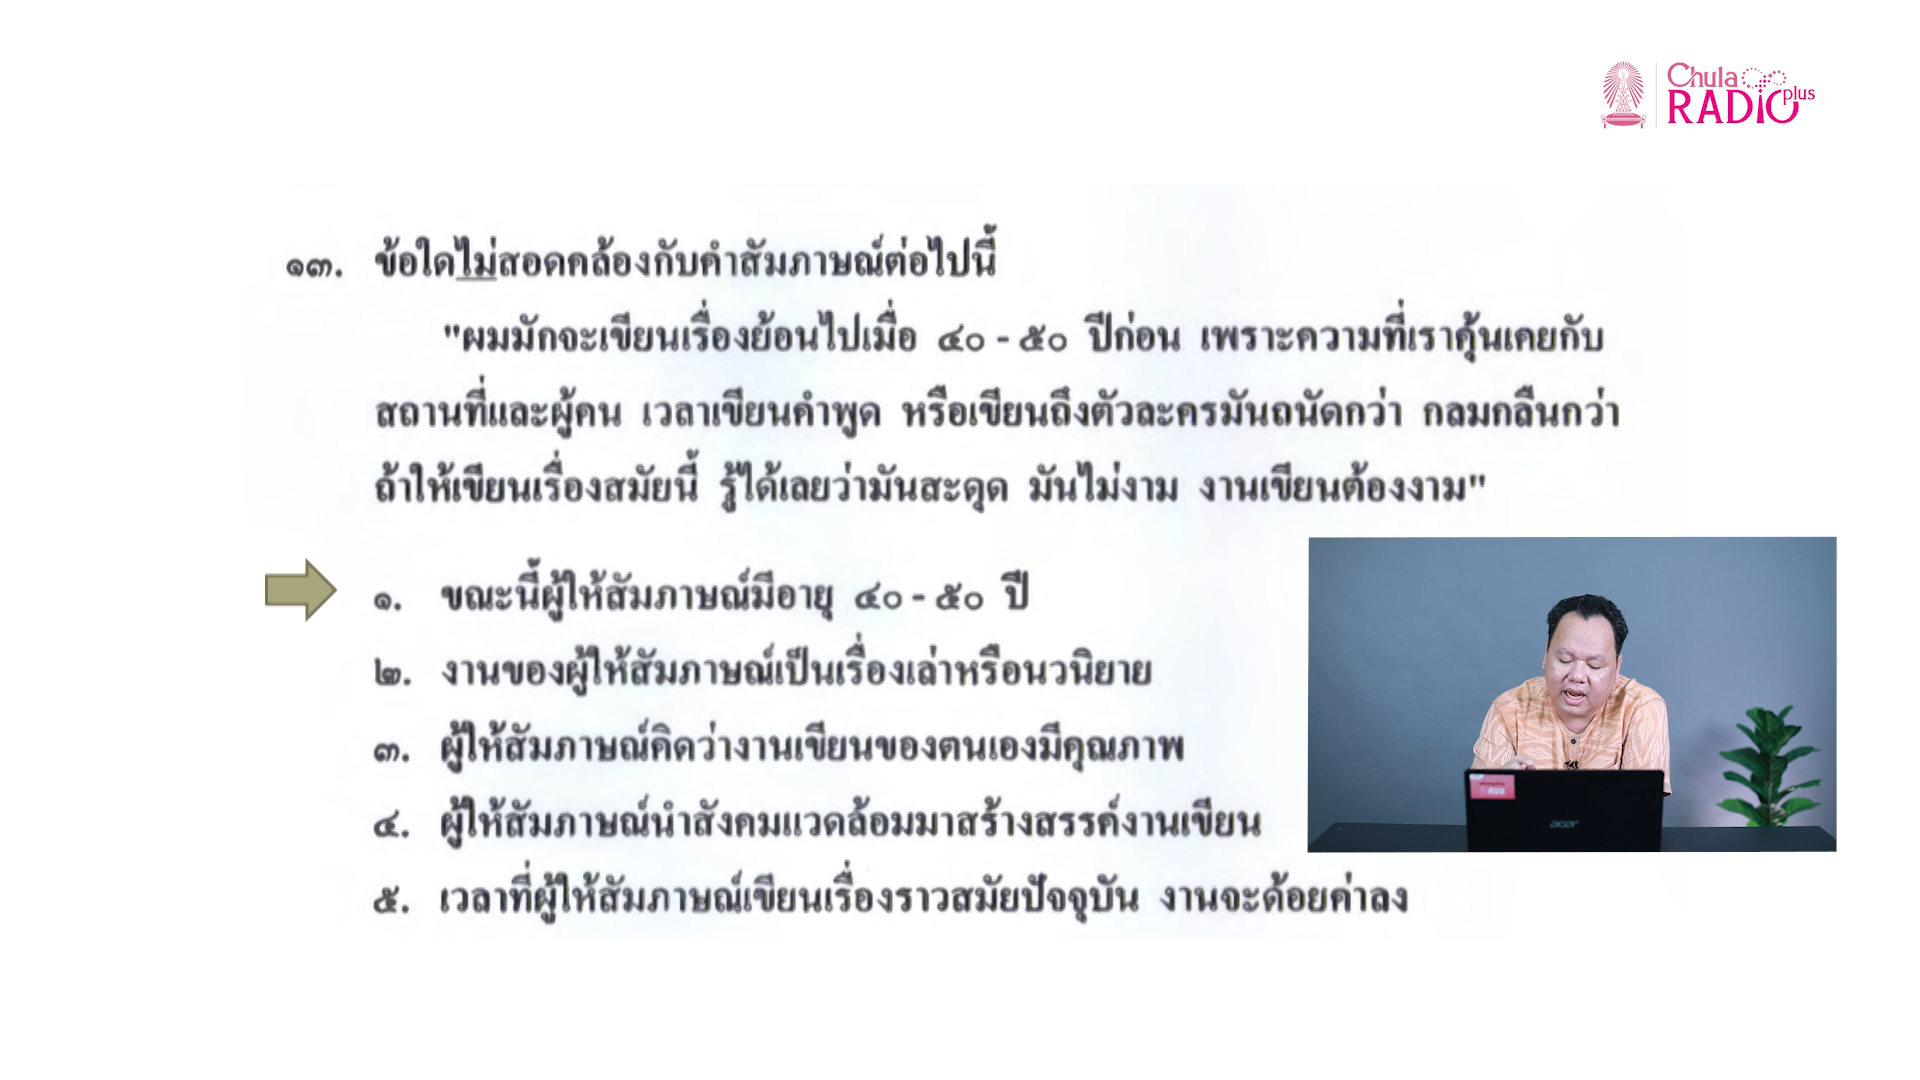 Chula
RADIO plus
๑๓. ข้อใดไม่สอดคล้องกับคำสัมภาษณ์ต่อไปนี้
"ผมมักจะเขียนเรื่องย้อนไปเมื่อ ๔๐ - ๕๐ ปีก่อน เพราะความที่เราคุ้นเคยกับ
สถานที่และผู้คน เวลาเขียนคำพูด หรือเขียนถึงตัวละครมันถนัดกว่า กลมกลืนกว่า
ถ้าให้เขียนเรื่องสมัยนี้ รู้ได้เลยว่ามันสะดุด มันไม่งาม งานเขียนต้องงาม"
๑. ขณะนี้ผู้ให้สัมภาษณ์มีอายุ ๔๐ - ๕๐ ปี
๒. งานของผู้ให้สัมภาษณ์เป็นเรื่องเล่าหรือนวนิยาย
๓. ผู้ให้สัมภาษณ์คิดว่างานเขียนของตนเองมีคุณภาพ
๔. ผู้ให้สัมภาษณ์นำสังคมแวดล้อมมาสร้างสรรค์งานเขียน
๕. เวลาที่ผู้ให้สัมภาษณ์เขียนเรื่องราวสมัยปัจจุบัน งานจะด้อยค่าลง
acer